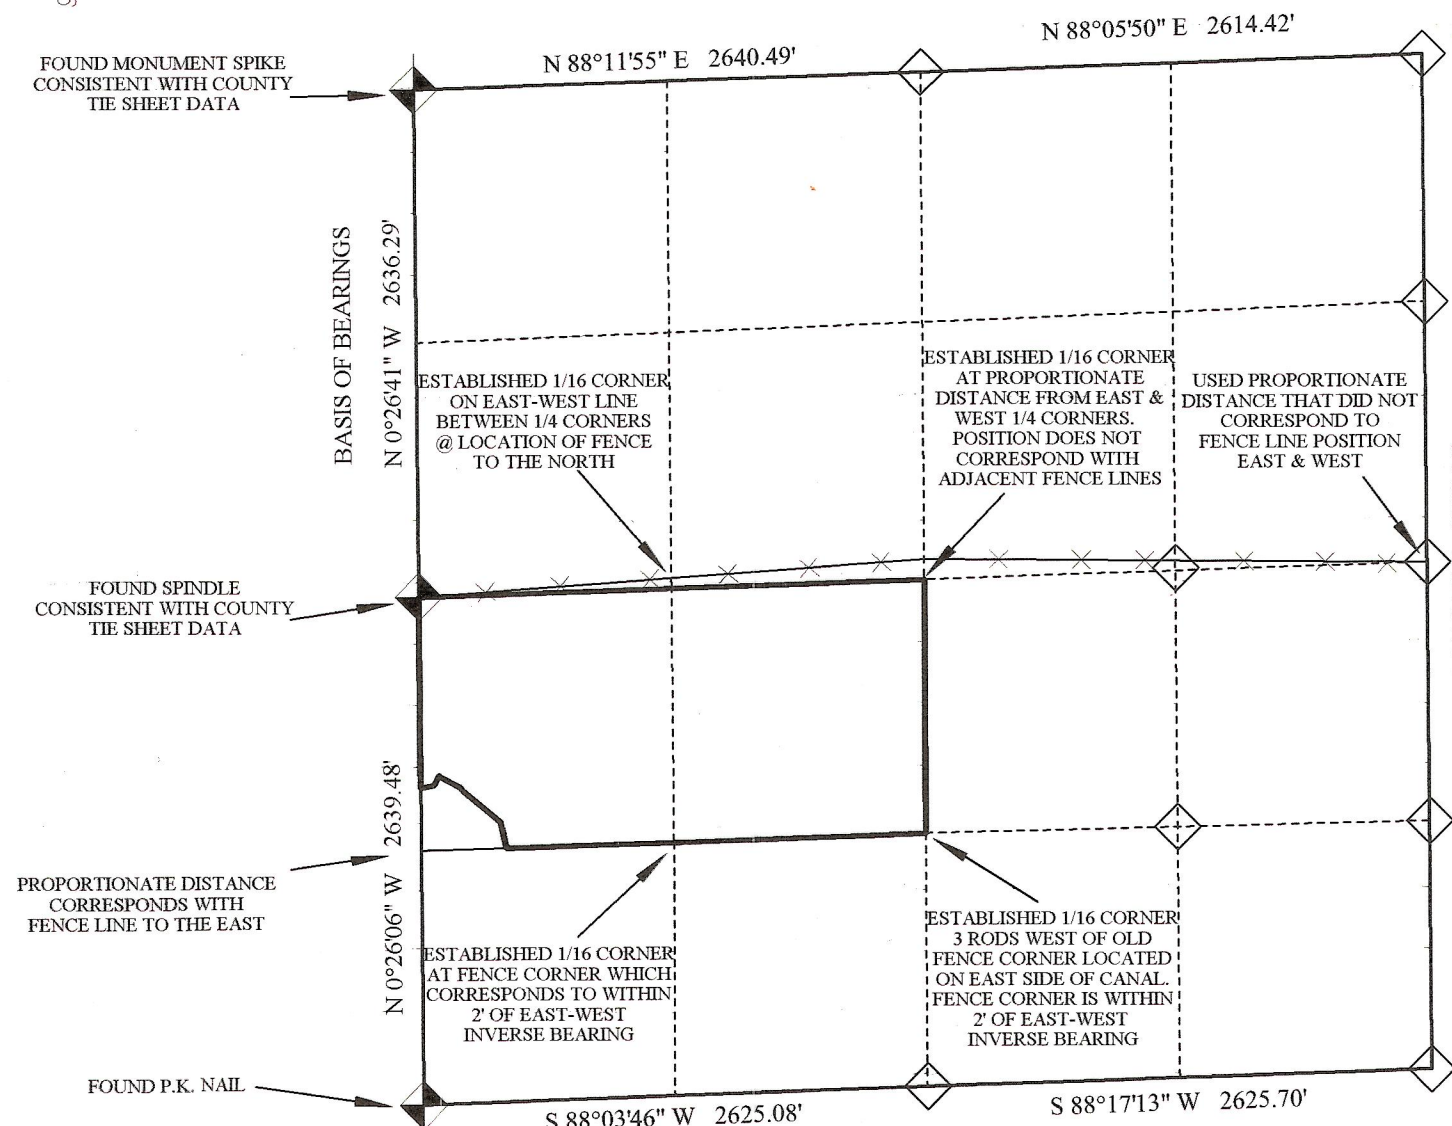 N 88°11'55" E 2640.49'
N 88°05'50" E 2614.42'
FOUND MONUMENT SPIKE
CONSISTENT WITH COUNTY
TIE SHEET DATA
BASIS OF BEARINGS
N 0°26'41" W 2636.29'
ESTABLISHED 1/16 CORNER
ON EAST-WEST LINE
BETWEEN 1/4 CORNERS
@ LOCATION OF FENCE
TO THE NORTH
ESTABLISHED 1/16 CORNER
AT PROPORTIONATE
DISTANCE FROM EAST &
WEST 1/4 CORNERS.
POSITION DOES NOT
CORRESPOND WITH
ADJACENT FENCE LINES
USED PROPORTIONATE
DISTANCE THAT DID NOT
CORRESPOND TO
FENCE LINE POSITION
EAST & WEST
FOUND SPINDLE
CONSISTENT WITH COUNTY
TIE SHEET DATA
N 0°26'06" W 2639.48'
PROPORTIONATE DISTANCE
CORRESPONDS WITH
FENCE LINE TO THE EAST
ESTABLISHED 1/16 CORNER
AT FENCE CORNER WHICH
CORRESPONDS TO WITHIN
2' OF EAST-WEST
INVERSE BEARING
ESTABLISHED 1/16 CORNER
3 RODS WEST OF OLD
FENCE CORNER LOCATED
ON EAST SIDE OF CANAL.
FENCE CORNER IS WITHIN
2' OF EAST-WEST
INVERSE BEARING
FOUND P.K. NAIL
S 88°03'46" W 2625.08'
S 88°17'13" W 2625.70'